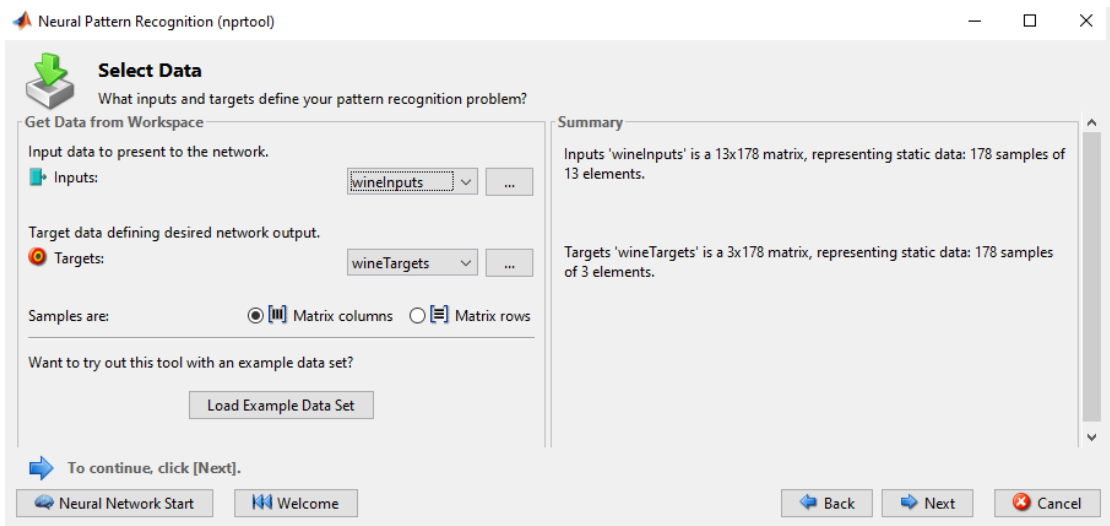 Neural Pattern Recognition (nprtool)
Select Data
What inputs and targets define your pattern recognition problem?
Get Data from Workspace
Input data to present to the network.
Inputs:
wineInputs
...
Target data defining desired network output.
Targets:
wineTargets
...
Samples are:
Matrix columns
Matrix rows
Want to try out this tool with an example data set?
Load Example Data Set
Summary
Inputs 'wineInputs' is a 13x178 matrix, representing static data: 178 samples of
13 elements.
Targets 'wineTargets' is a 3x178 matrix, representing static data: 178 samples
of 3 elements.
To continue, click [Next].
Neural Network Start
Welcome
Back
Next
Cancel